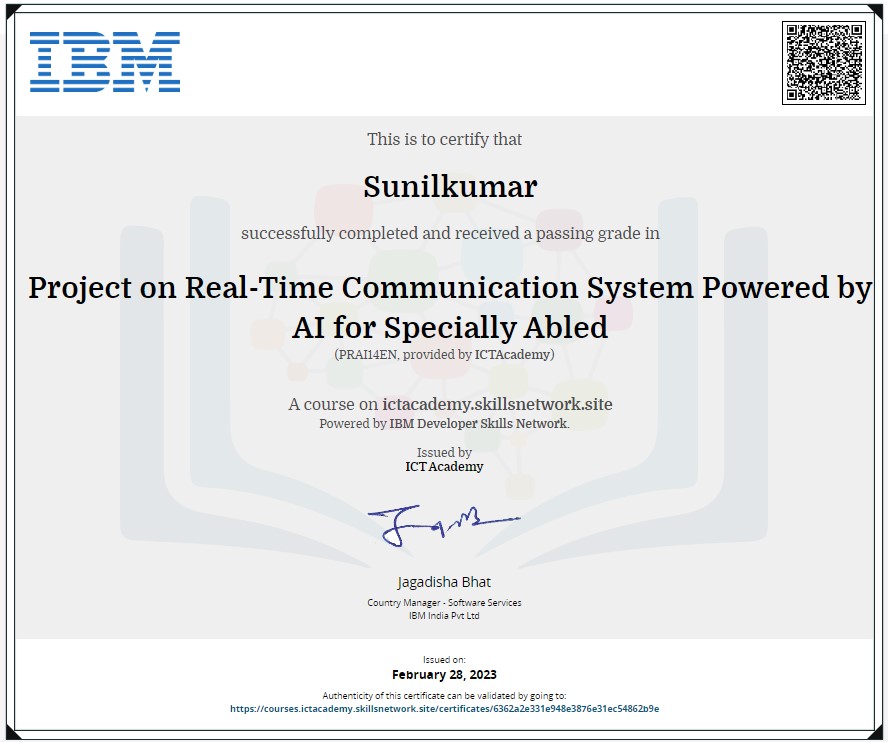 IBM
This is to certify that
Sunilkumar
successfully completed and received a passing grade in
Project on Real-Time Communication System Powered by
AI for Specially Abled
(PRAI14EN, provided by ICTAcademy)
A course on ictacademy.skillsnetwork.site
Powered by IBM Developer Skills Network.
Issued by
ICT Academy
Jagadisha Bhat
Country Manager - Software Services
IBM India Pvt Ltd
Issued on:
February 28, 2023
Authenticity of this certificate can be validated by going to:
https://courses.ictacademy.skillsnetwork.site/certificates/6362a2e331e948e3876e31ec54862b9e